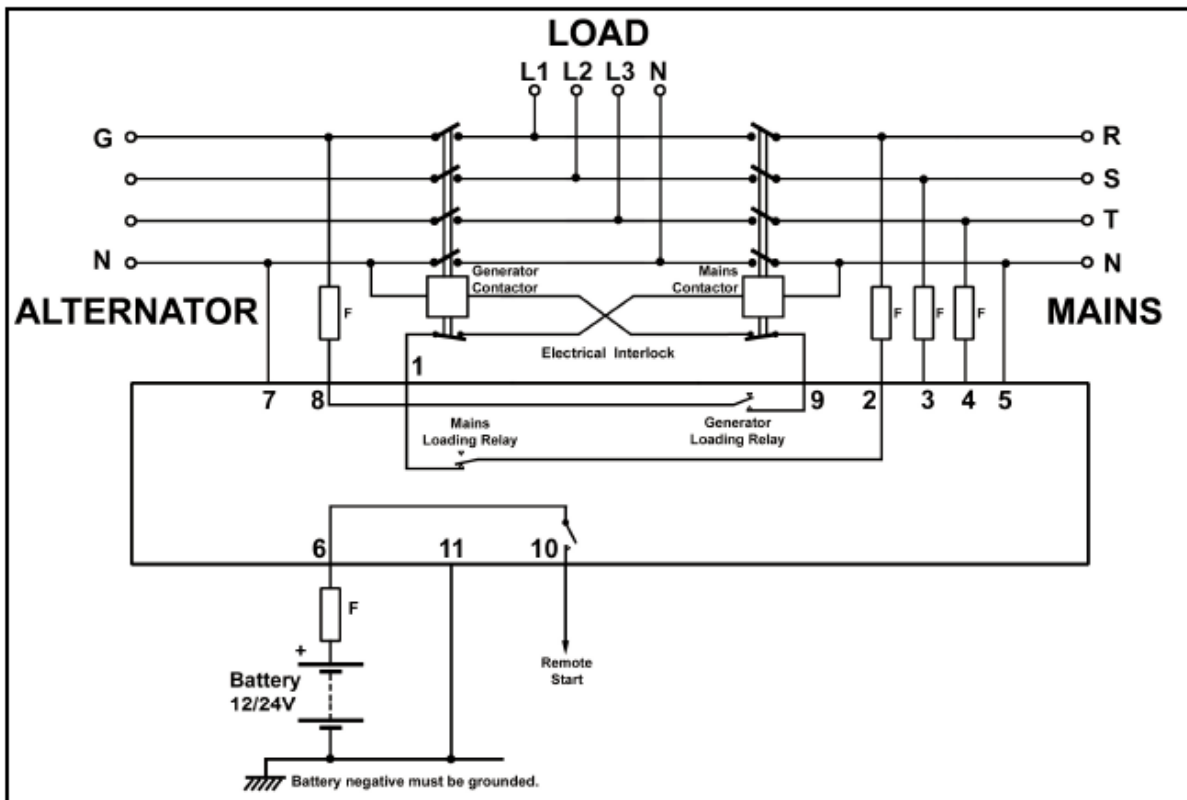 LOAD
L1 L2 L3 N
G
R
S
T
N
N
Generator
Contactor
Mains
Contactor
ALTERNATOR
MAINS
F
F
F
F
Electrical Interlock
1
7
8
9
2
3
4
5
Mains
Loading Relay
Generator
Loading Relay
6
11
10
F
+
Battery
12/24V
Remote
Start
Battery negative must be grounded.